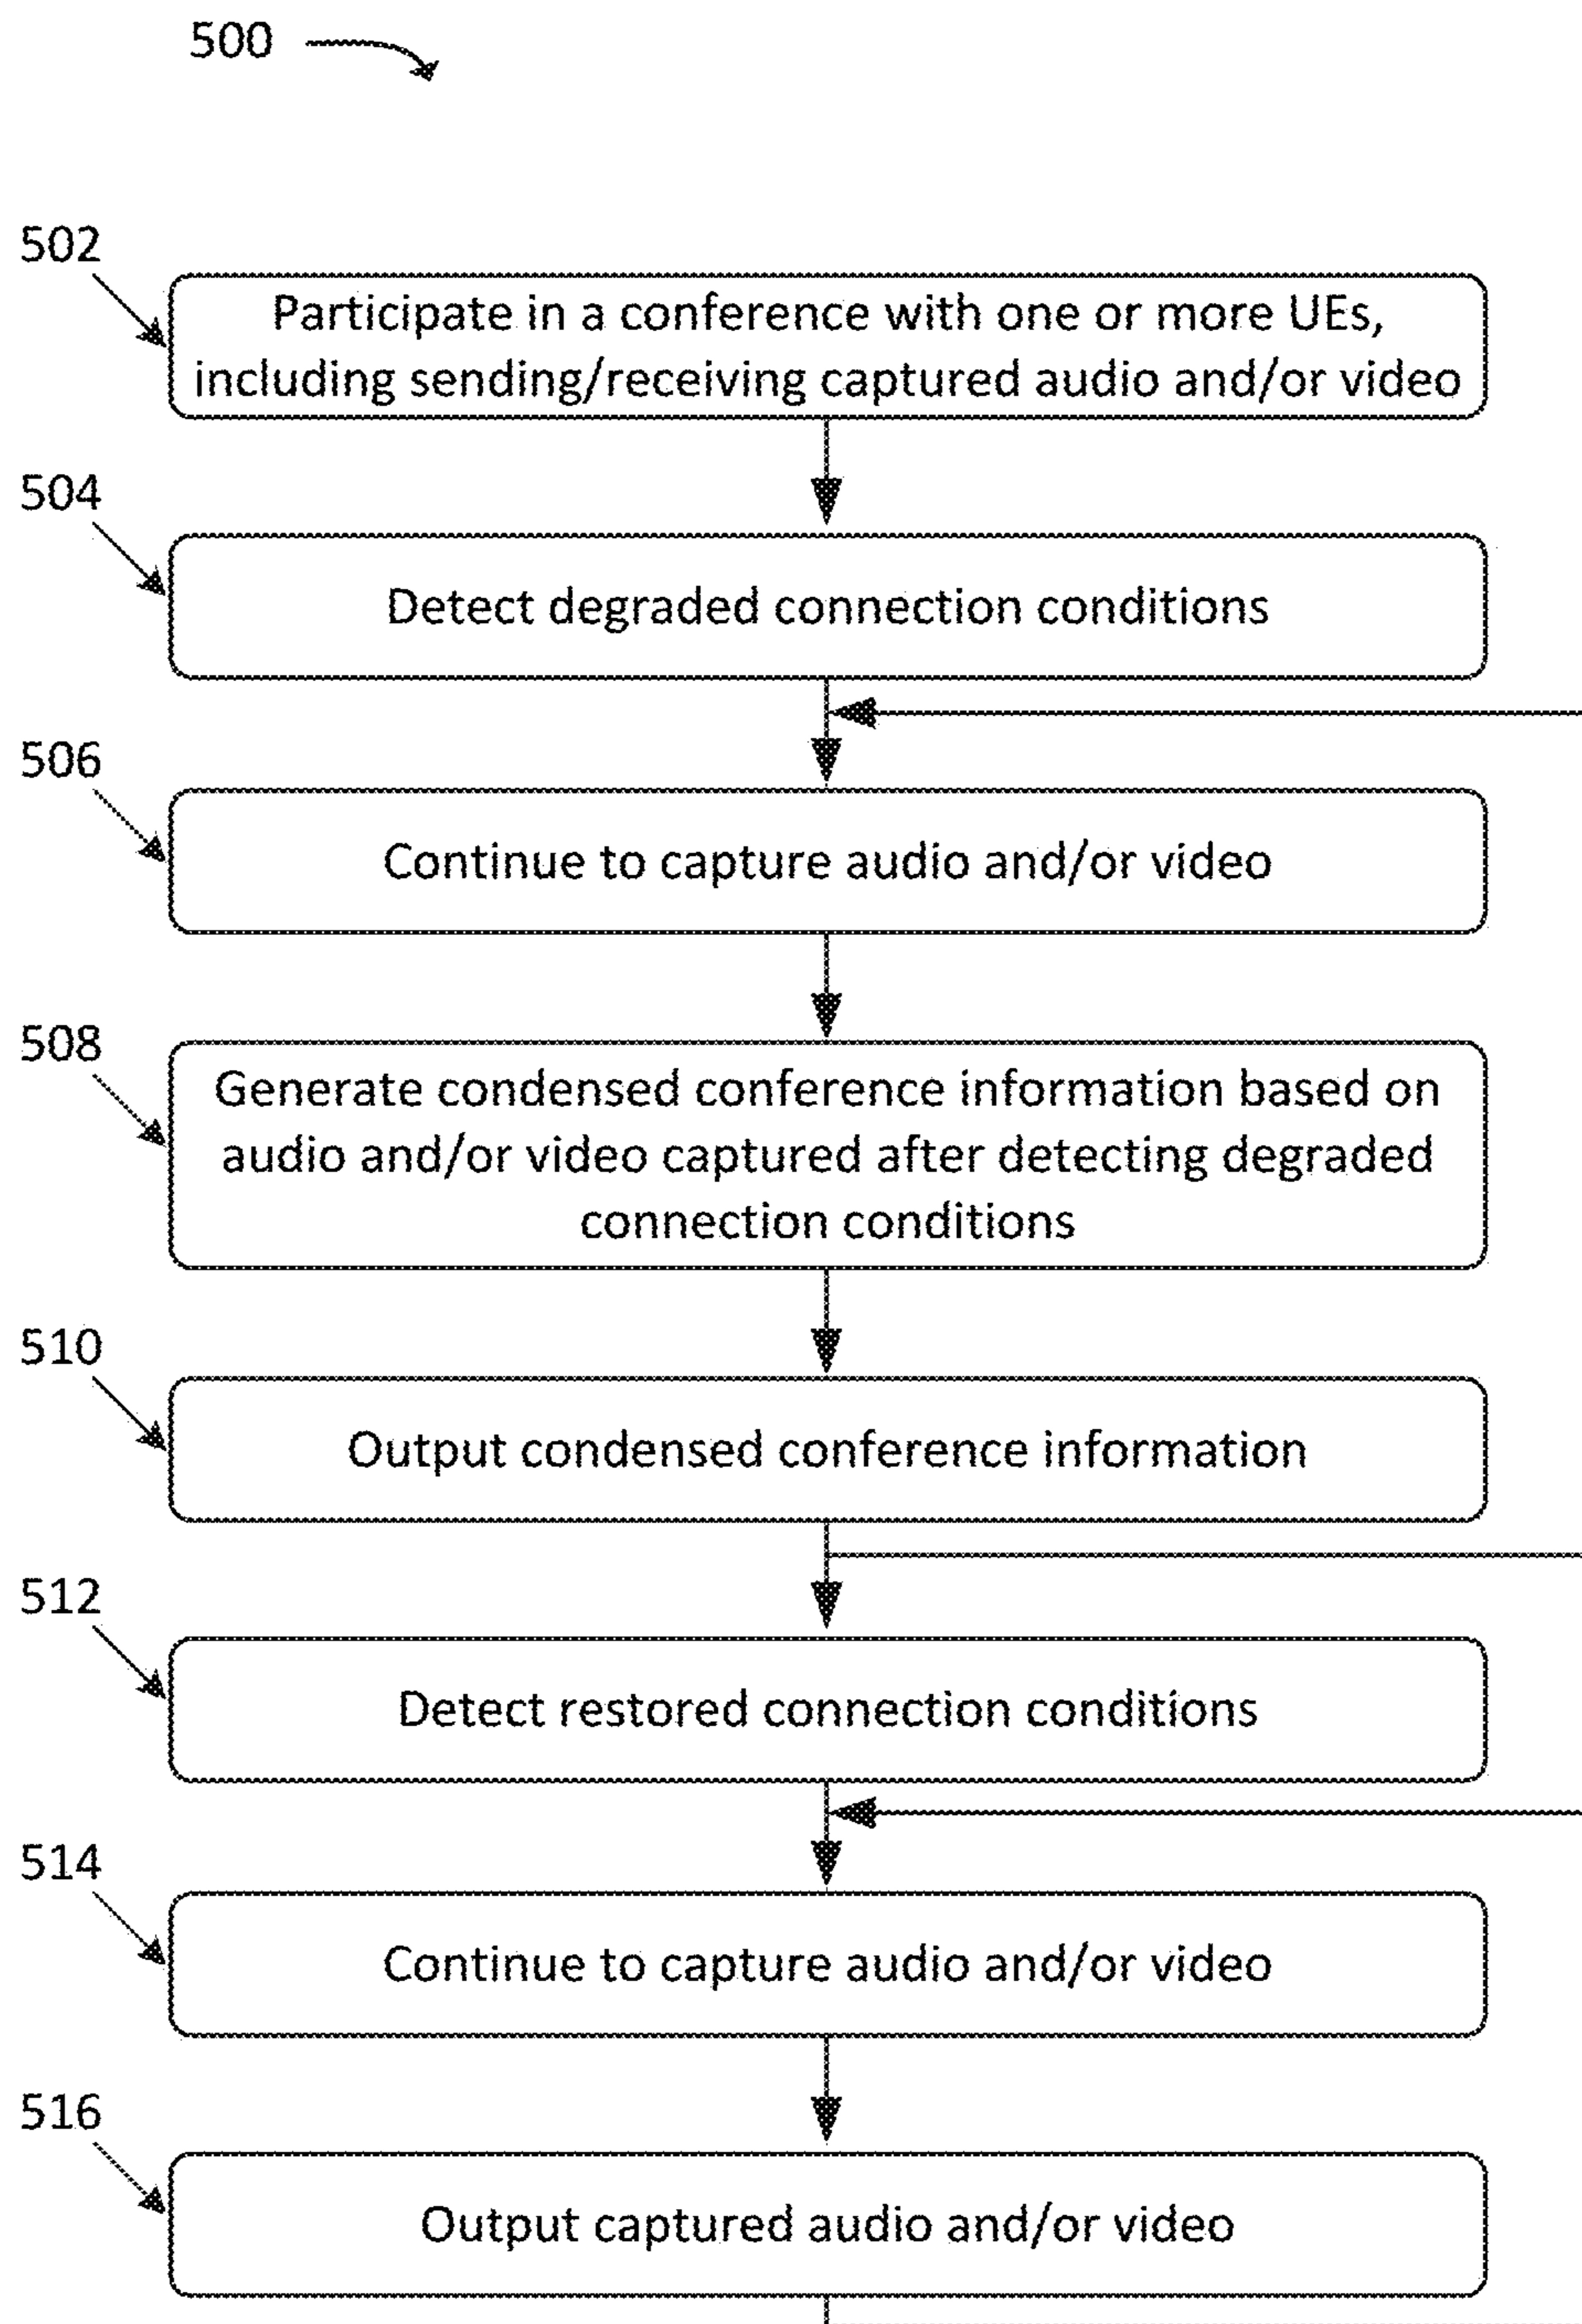 500
502
Participate in a conference with one or more UEs,
including sending/receiving captured audio and/or video
504
Detect degraded connection conditions
506
Continue to capture audio and/or video
508
Generate condensed conference information based on
audio and/or video captured after detecting degraded
connection conditions
510
Output condensed conference information
512
Detect restored connection conditions
514
Continue to capture audio and/or video
516
Output captured audio and/or video